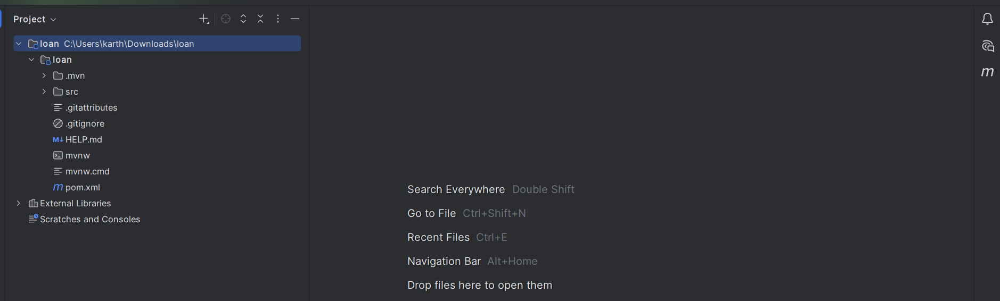 Project
loan C:\Users\karth\Downloads\loan
loan
.mvn
src
.gitattributes
.gitignore
M↓ HELP.md
mvnw
mvnw.cmd
m pom.xml
External Libraries
Scratches and Consoles
Search Everywhere Double Shift
Go to File Ctrl+Shift+N
Recent Files Ctrl+E
Navigation Bar Alt+Home
Drop files here to open them
m